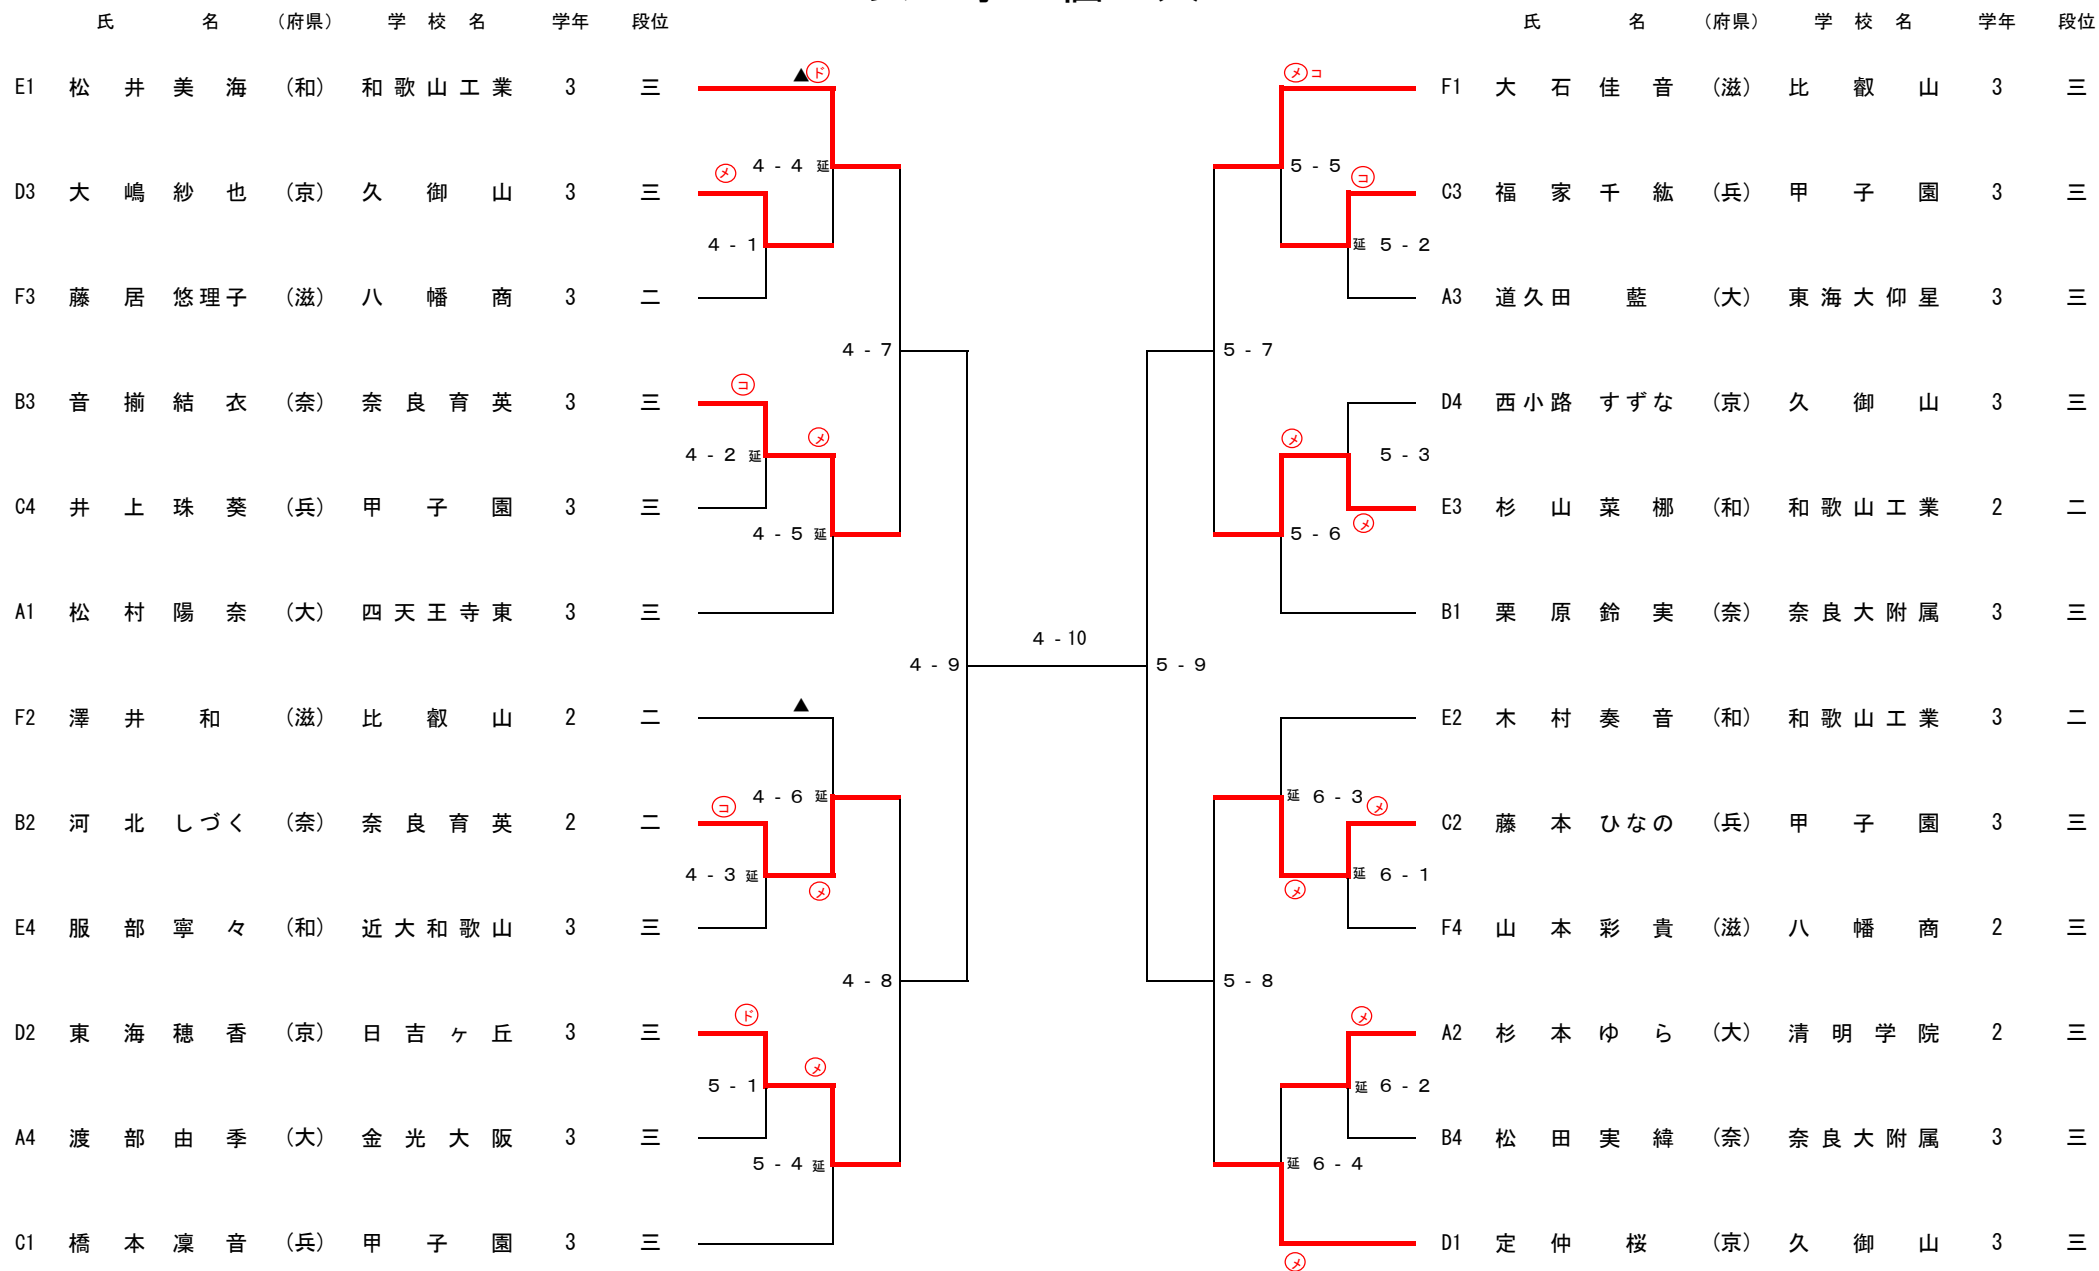 氏 名 （府県） 学 校 名 学年 段位
氏 名 （府県） 学 校 名 学年 段位
▲ ド
メ コ
E1 松 井 美 海 （和） 和歌山工業 3 三
F1 大 石 佳 音 （滋） 比 叡 山 3 三
4 - 4 延
5 - 5
メ
コ
D3 大 嶋 紗 也 （京） 久 御 山 3 三
C3 福 家 千 紘 （兵） 甲 子 園 3 三
4 - 1
延 5 - 2
F3 藤 居 悠理子 （滋） 八 幡 商 3 二
A3 道久田 藍 （大） 東海大仰星 3 三
4 - 7
5 - 7
コ
B3 音 揃 結 衣 （奈） 奈良育英 3 三
D4 西小路 すずな （京） 久 御 山 3 三
メ
メ
4 - 2 延
5 - 3
C4 井 上 珠 葵 （兵） 甲 子 園 3 三
E3 杉 山 菜 梛 （和） 和歌山工業 2 二
メ
4 - 5 延
5 - 6
A1 松 村 陽 奈 （大） 四天王寺東 3 三
B1 栗 原 鈴 実 （奈） 奈良大附属 3 三
4 - 10
4 - 9
5 - 9
▲
F2 澤 井 和 （滋） 比 叡 山 2 二
E2 木 村 奏 音 （和） 和歌山工業 3 二
4 - 6 延
延 6 - 3
コ
メ
B2 河 北 しづく （奈） 奈良育英 2 二
C2 藤 本 ひなの （兵） 甲 子 園 3 三
4 - 3 延
延 6 - 1
メ
メ
E4 服 部 寧 々 （和） 近大和歌山 3 三
F4 山 本 彩 貴 （滋） 八 幡 商 2 三
4 - 8
5 - 8
ド
メ
D2 東 海 穂 香 （京） 日吉ヶ丘 3 三
A2 杉 本 ゆ ら （大） 清明学院 2 三
メ
5 - 1
延 6 - 2
A4 渡 部 由 季 （大） 金光大阪 3 三
B4 松 田 実 緯 （奈） 奈良大附属 3 三
5 - 4 延
延 6 - 4
C1 橋 本 凜 音 （兵） 甲 子 園 3 三
D1 定 仲 桜 （京） 久 御 山 3 三
メ